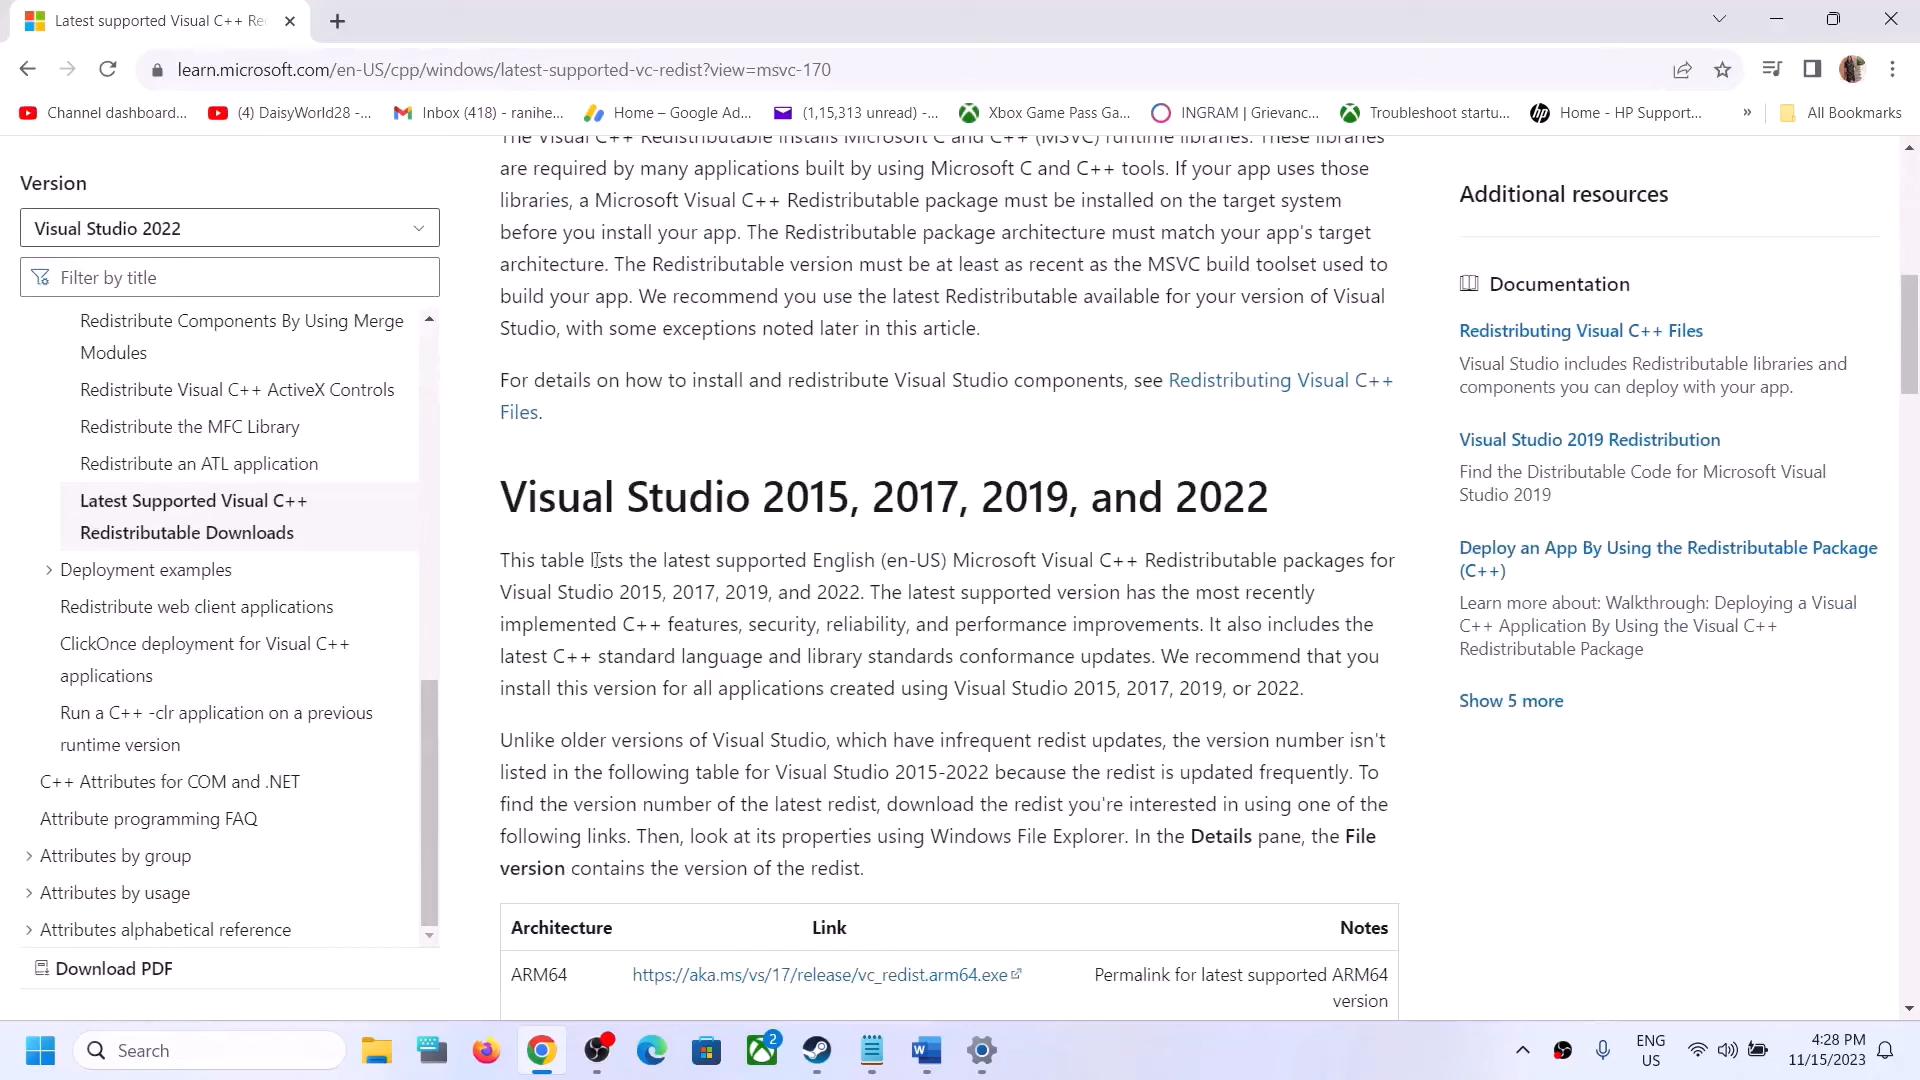 Latest supported Visual C++ Re
learn.microsoft.com/en-US/cpp/windows/latest-supported-vc-redist?view=msvc-170
Channel dashboard...
(4) DaisyWorld28 -...
Inbox (418) - ranihe...
Home – Google Ad...
(1,15,313 unread) -...
Xbox Game Pass Ga...
INGRAM | Grievanc...
Troubleshoot startu...
Home - HP Support...
»
All Bookmarks
Version
Visual Studio 2022
Filter by title
Redistribute Components By Using Merge
Modules
Redistribute Visual C++ ActiveX Controls
Redistribute the MFC Library
Redistribute an ATL application
Latest Supported Visual C++
Redistributable Downloads
Deployment examples
Redistribute web client applications
ClickOnce deployment for Visual C++
applications
Run a C++ -clr application on a previous
runtime version
C++ Attributes for COM and .NET
Attribute programming FAQ
Attributes by group
Attributes by usage
Attributes alphabetical reference
Download PDF
The Visual C++ Redistributable installs Microsoft C and C++ (MSVC) runtime libraries. These libraries
are required by many applications built by using Microsoft C and C++ tools. If your app uses those
libraries, a Microsoft Visual C++ Redistributable package must be installed on the target system
before you install your app. The Redistributable package architecture must match your app's target
architecture. The Redistributable version must be at least as recent as the MSVC build toolset used to
build your app. We recommend you use the latest Redistributable available for your version of Visual
Studio, with some exceptions noted later in this article.
For details on how to install and redistribute Visual Studio components, see Redistributing Visual C++
Files.
Visual Studio 2015, 2017, 2019, and 2022
This table lists the latest supported English (en-US) Microsoft Visual C++ Redistributable packages for
Visual Studio 2015, 2017, 2019, and 2022. The latest supported version has the most recently
implemented C++ features, security, reliability, and performance improvements. It also includes the
latest C++ standard language and library standards conformance updates. We recommend that you
install this version for all applications created using Visual Studio 2015, 2017, 2019, or 2022.
Unlike older versions of Visual Studio, which have infrequent redist updates, the version number isn't
listed in the following table for Visual Studio 2015-2022 because the redist is updated frequently. To
find the version number of the latest redist, download the redist you're interested in using one of the
following links. Then, look at its properties using Windows File Explorer. In the Details pane, the File
version contains the version of the redist.
Architecture Link Notes
ARM64 https://aka.ms/vs/17/release/vc_redist.arm64.exe Permalink for latest supported ARM64
version
Additional resources
Documentation
Redistributing Visual C++ Files
Visual Studio includes Redistributable libraries and
components you can deploy with your app.
Visual Studio 2019 Redistribution
Find the Distributable Code for Microsoft Visual
Studio 2019
Deploy an App By Using the Redistributable Package
(C++)
Learn more about: Walkthrough: Deploying a Visual
C++ Application By Using the Visual C++
Redistributable Package
Show 5 more
Search
2
ENG
US
4:28 PM
11/15/2023